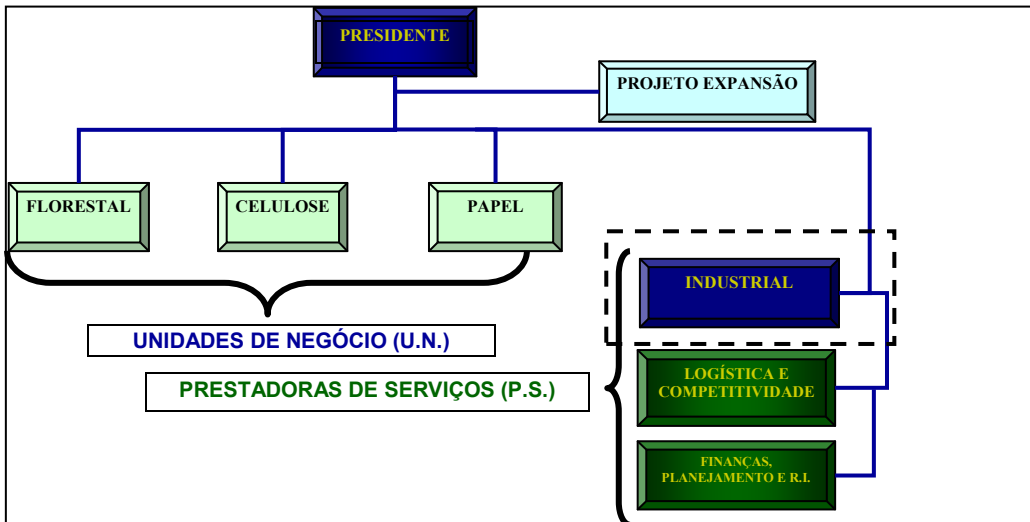 PRESIDENTE
PROJETO EXPANSÃO
FLORESTAL
CELULOSE
PAPEL
INDUSTRIAL
UNIDADES DE NEGÓCIO (U.N.)
PRESTADORAS DE SERVIÇOS (P.S.)
LOGÍSTICA E
COMPETITIVIDADE
FINANÇAS,
PLANEJAMENTO E R.I.